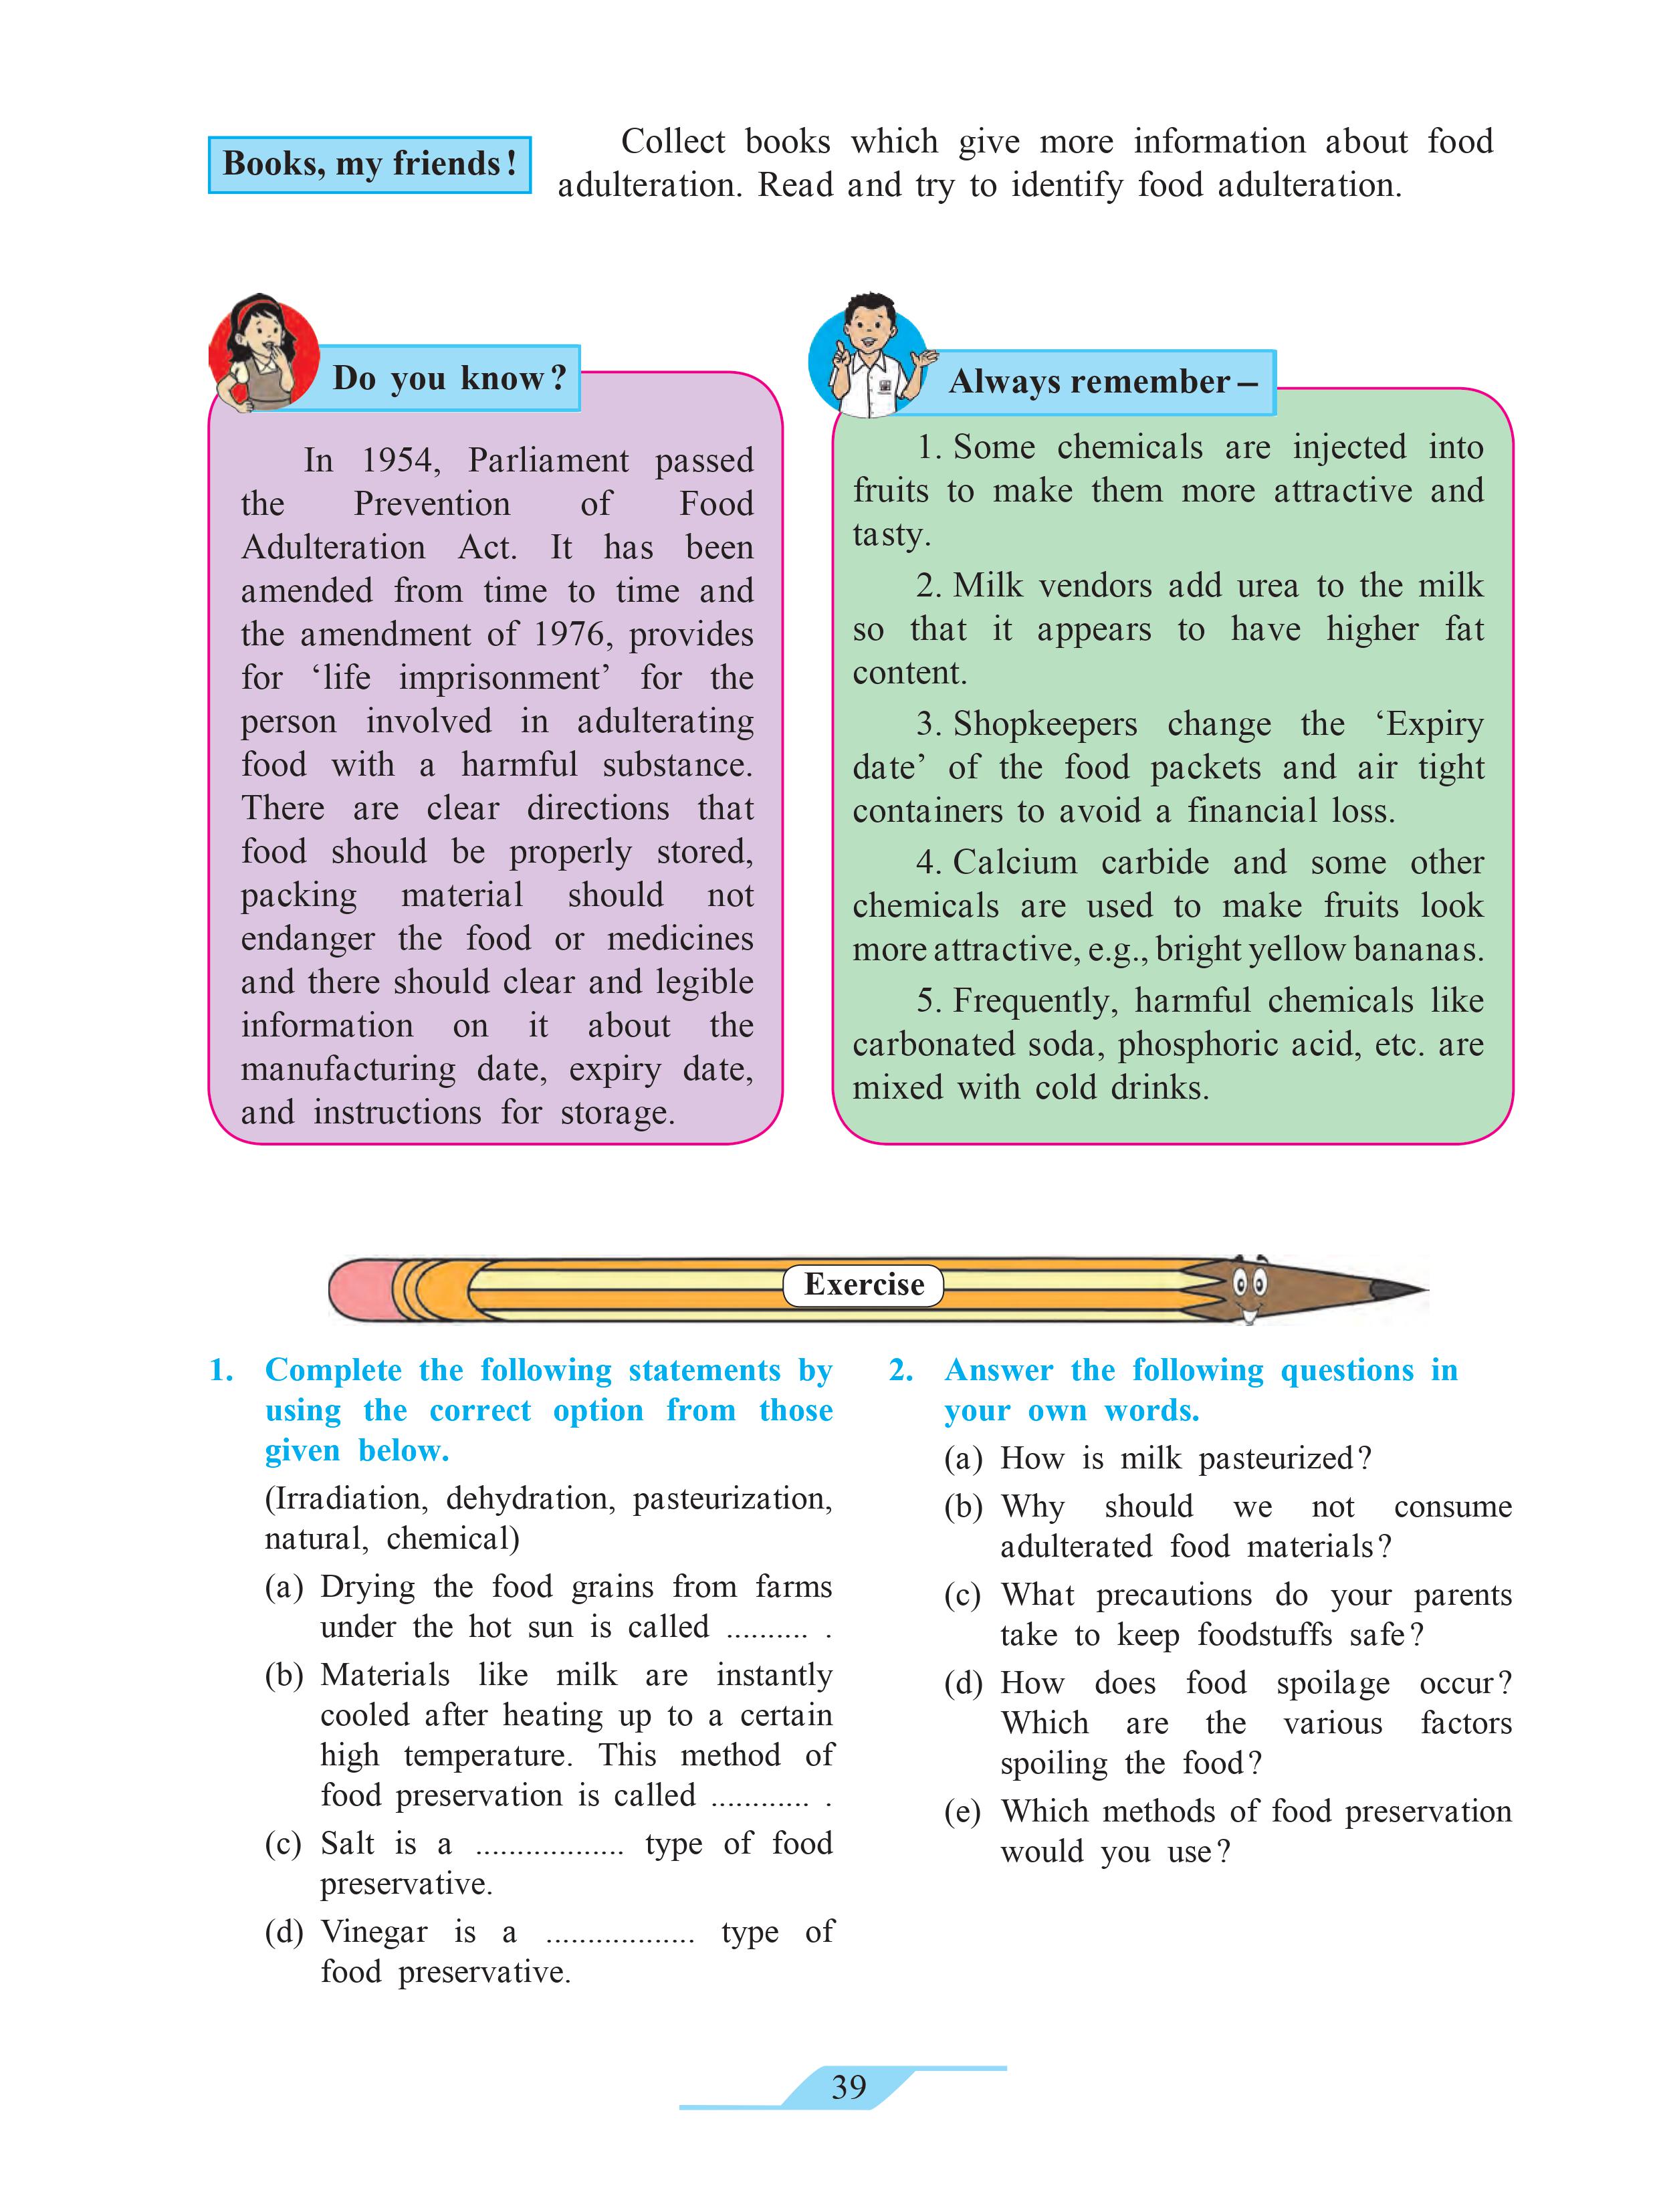 Books, my friends!
Collect books which give more information about food
adulteration. Read and try to identify food adulteration.
Do you know?
In 1954, Parliament passed
the Prevention of Food
Adulteration Act. It has been
amended from time to time and
the amendment of 1976, provides
for ‘life imprisonment’ for the
person involved in adulterating
food with a harmful substance.
There are clear directions that
food should be properly stored,
packing material should not
endanger the food or medicines
and there should clear and legible
information on it about the
manufacturing date, expiry date,
and instructions for storage.
Always remember –
1. Some chemicals are injected into
fruits to make them more attractive and
tasty.
2. Milk vendors add urea to the milk
so that it appears to have higher fat
content.
3. Shopkeepers change the ‘Expiry
date’ of the food packets and air tight
containers to avoid a financial loss.
4. Calcium carbide and some other
chemicals are used to make fruits look
more attractive, e.g., bright yellow bananas.
5. Frequently, harmful chemicals like
carbonated soda, phosphoric acid, etc. are
mixed with cold drinks.
Exercise
1. Complete the following statements by
using the correct option from those
given below.
(Irradiation, dehydration, pasteurization,
natural, chemical)
(a) Drying the food grains from farms
under the hot sun is called .......... .
(b) Materials like milk are instantly
cooled after heating up to a certain
high temperature. This method of
food preservation is called ............ .
(c) Salt is a .................. type of food
preservative.
(d) Vinegar is a .................. type of
food preservative.
2. Answer the following questions in
your own words.
(a) How is milk pasteurized?
(b) Why should we not consume
adulterated food materials?
(c) What precautions do your parents
take to keep foodstuffs safe?
(d) How does food spoilage occur?
Which are the various factors
spoiling the food?
(e) Which methods of food preservation
would you use?
39